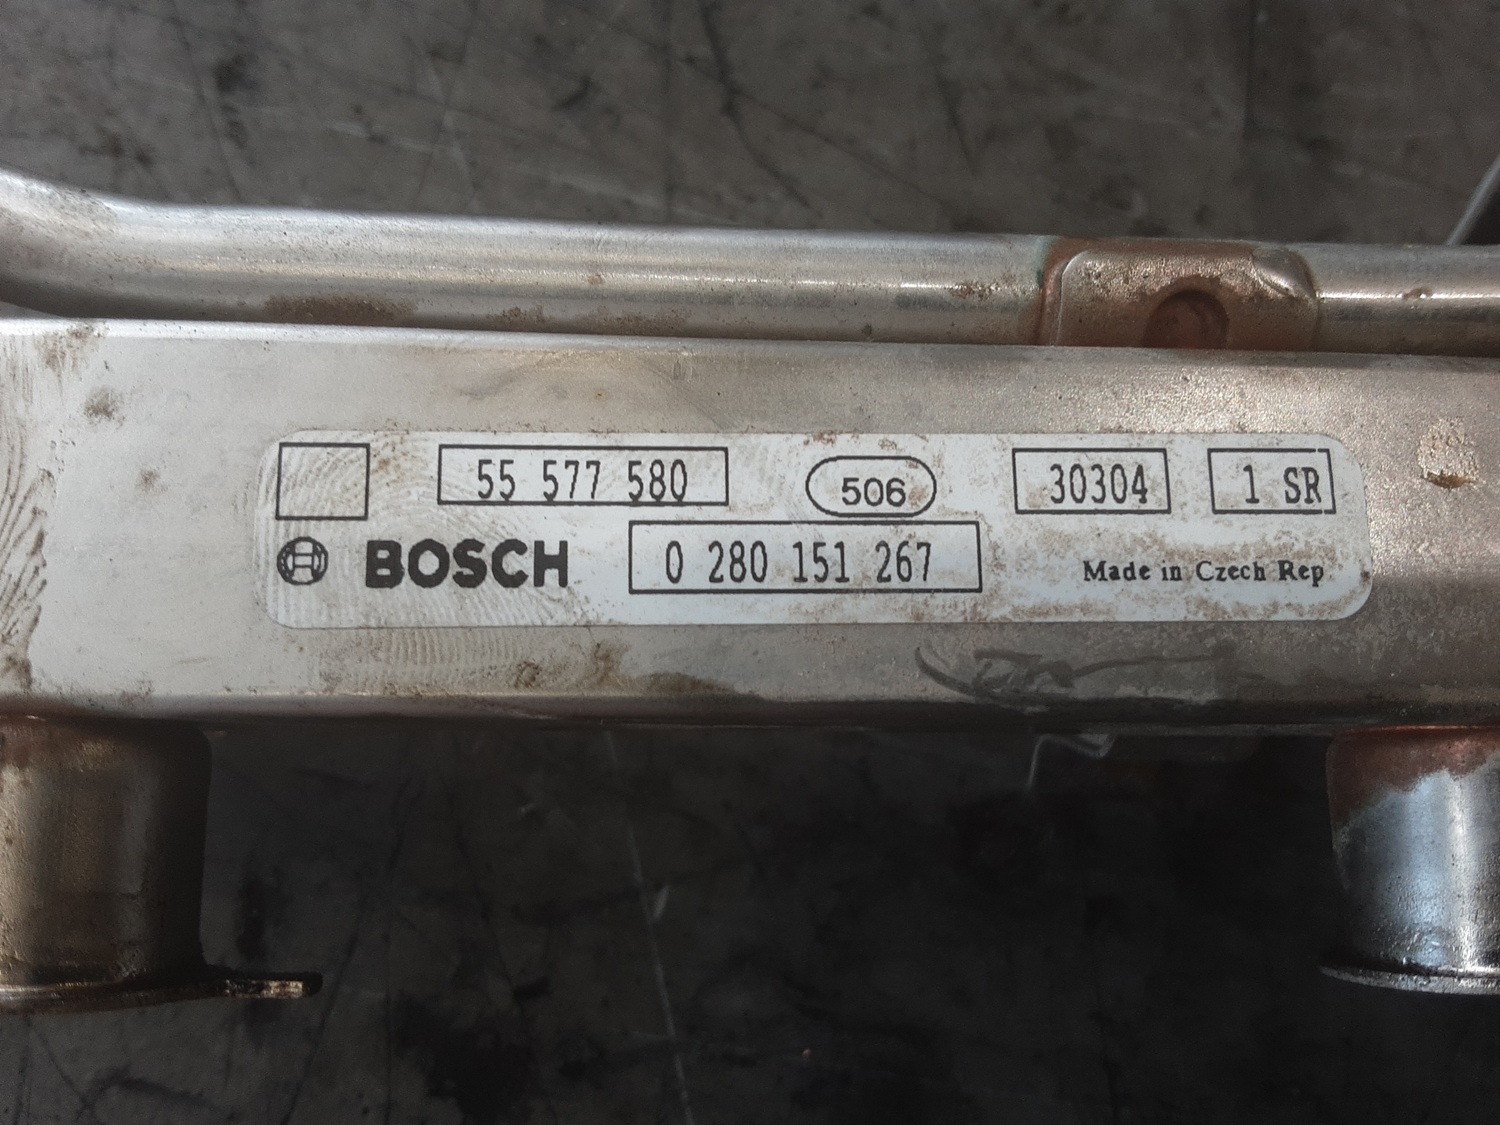 55 577 580 506 30304 1 SR
BOSCH 0 280 151 267 Made in Czech Rep